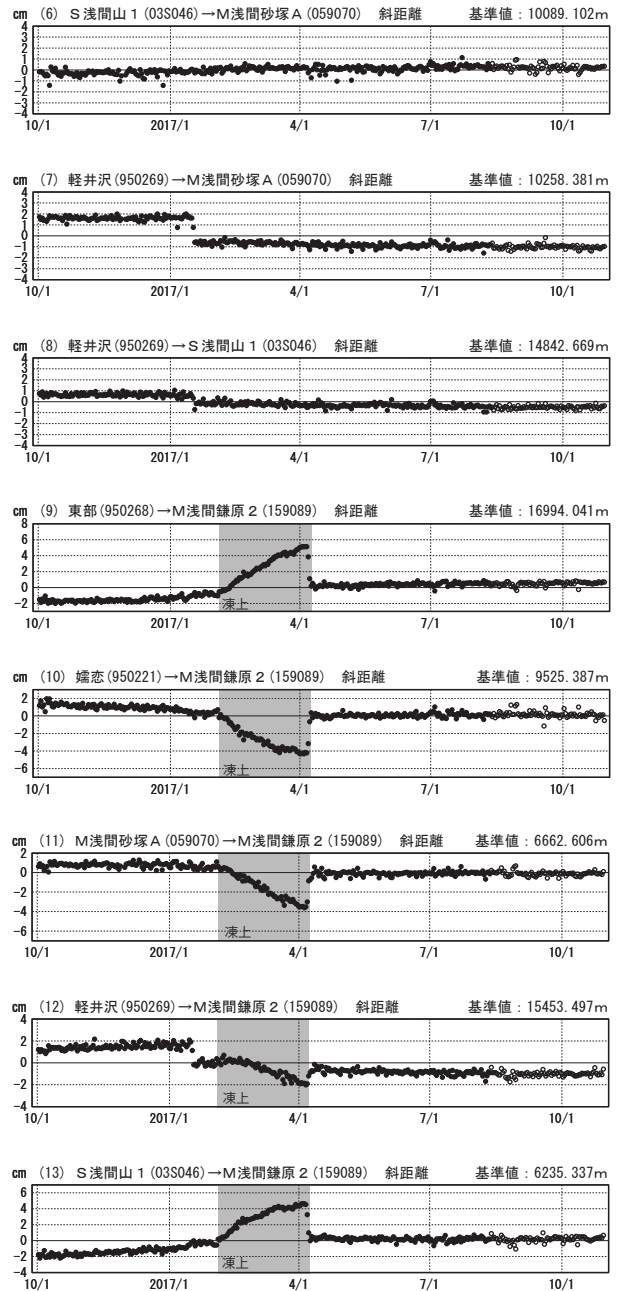 cm (6) S浅間山1(03S046)→M浅間砂塚A(059070) 斜距離 基準値：10089.102m
4
3
2
1
0
-1
-2
-3
-4
10/1 2017/1 4/1 7/1 10/1
cm (7) 軽井沢(950269)→M浅間砂塚A(059070) 斜距離 基準値：10258.381m
4
3
2
1
0
-1
-2
-3
-4
10/1 2017/1 4/1 7/1 10/1
cm (8) 軽井沢(950269)→S浅間山1(03S046) 斜距離 基準値：14842.669m
4
3
2
1
0
-1
-2
-3
-4
10/1 2017/1 4/1 7/1 10/1
cm (9) 東部(950268)→M浅間鎌原2(159089) 斜距離 基準値：16994.041m
8
6
4
2
0
-2
凍上
10/1 2017/1 4/1 7/1 10/1
cm (10) 嬬恋(950221)→M浅間鎌原2(159089) 斜距離 基準値：9525.387m
2
0
-2
-4
-6
凍上
10/1 2017/1 4/1 7/1 10/1
cm (11) M浅間砂塚A(059070)→M浅間鎌原2(159089) 斜距離 基準値：6662.606m
2
0
-2
-4
-6
凍上
10/1 2017/1 4/1 7/1 10/1
cm (12) 軽井沢(950269)→M浅間鎌原2(159089) 斜距離 基準値：15453.497m
4
2
0
-2
-4
凍上
10/1 2017/1 4/1 7/1 10/1
cm (13) S浅間山1(03S046)→M浅間鎌原2(159089) 斜距離 基準値：6235.337m
6
4
2
0
-2
-4
凍上
10/1 2017/1 4/1 7/1 10/1